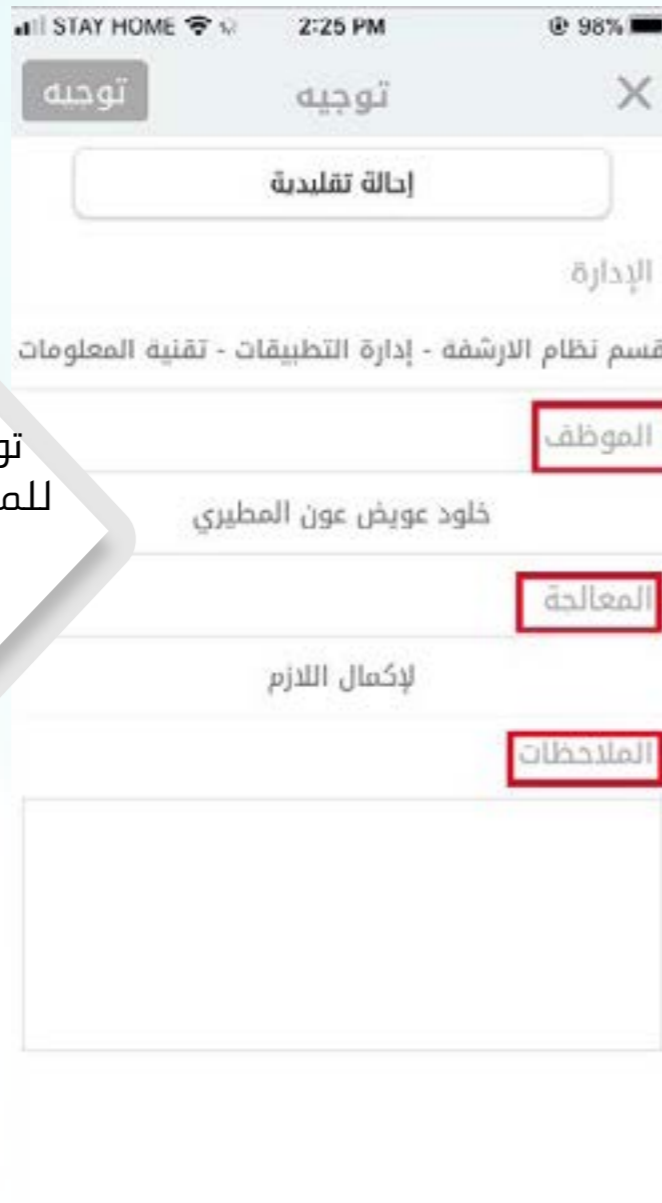 STAY HOME 2:25 PM 98%
توجيه توجيه
إحالة تقليدية
الإدارة
قسم نظام الارشفة - إدارة التطبيقات - تقنية المعلومات
الموظف
خلود عويض عون المطيري
المعالجة
لإكمال اللازم
الملاحظات